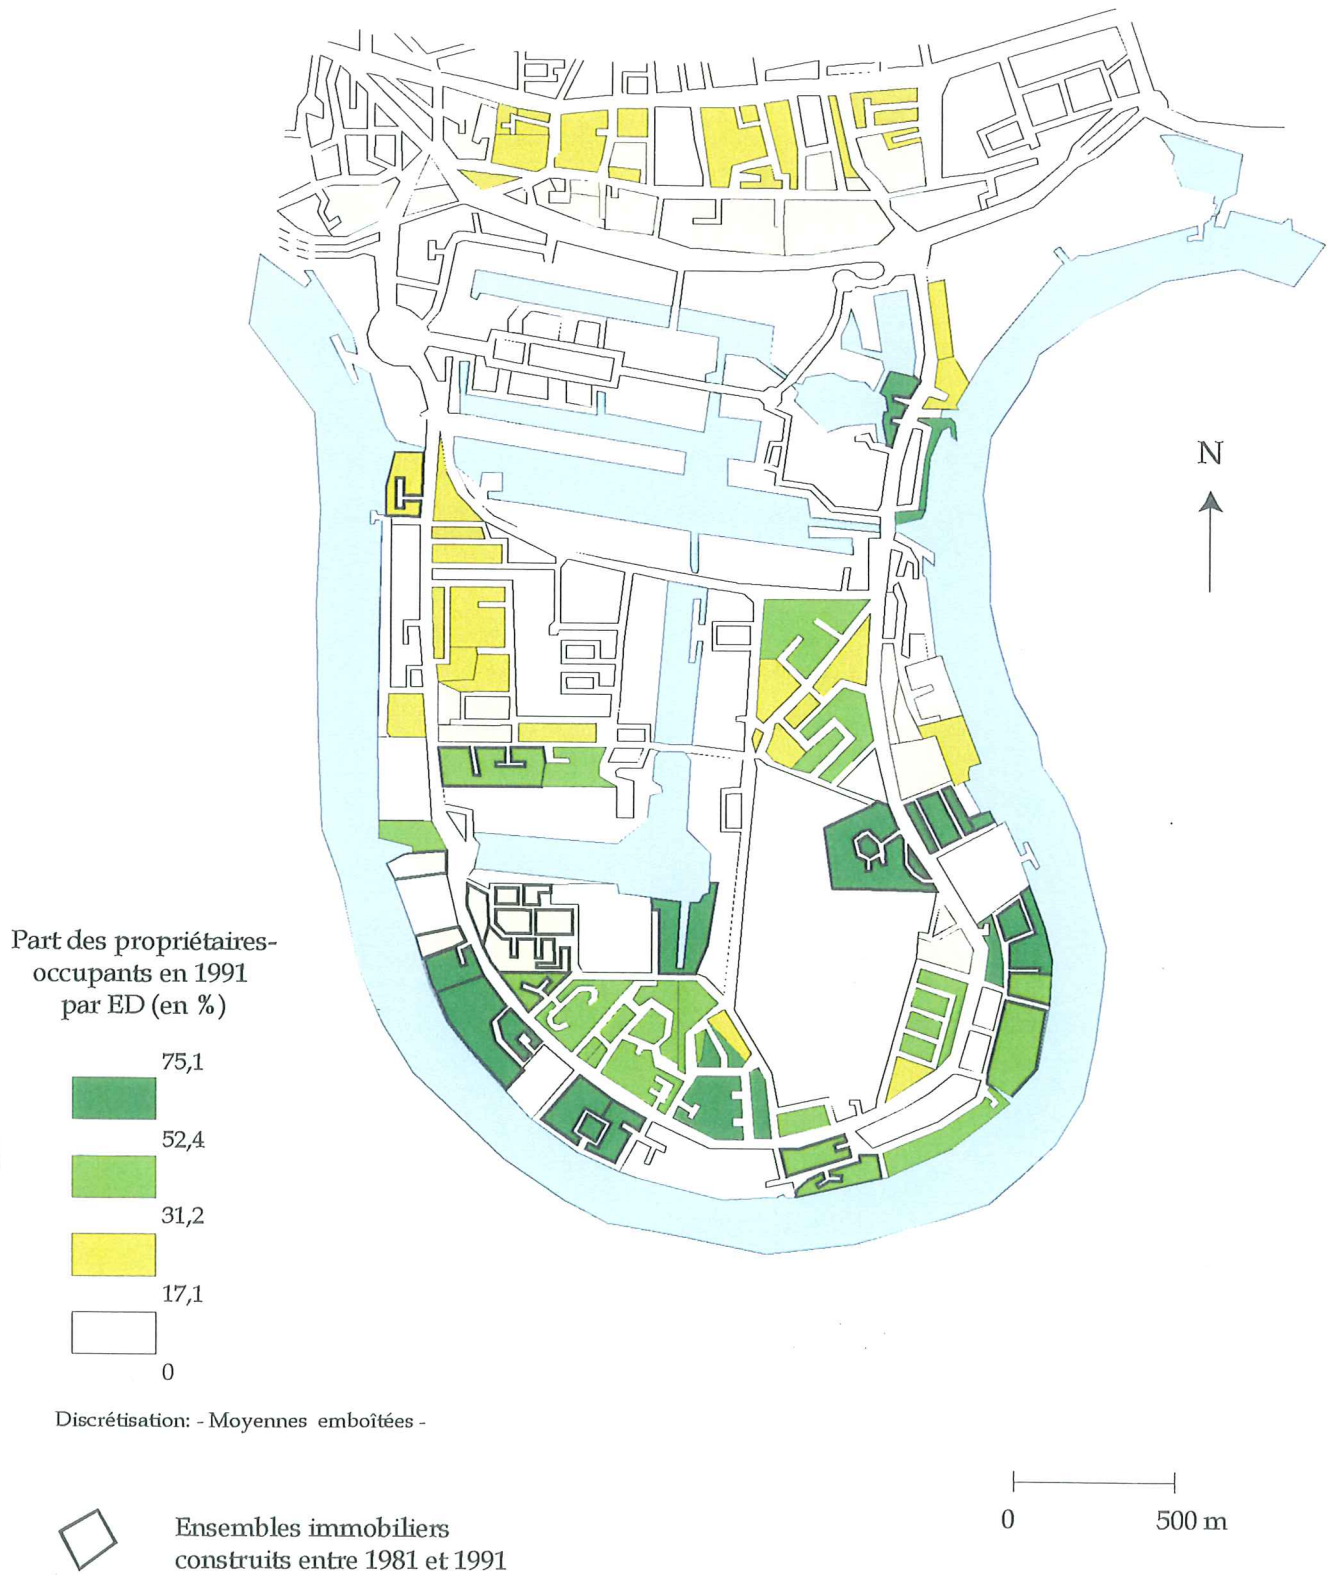 N
Part des propriétaires-
occupants en 1991
par ED (en %)
75,1
52,4
31,2
17,1
0
Discrétisation: - Moyennes emboîtées -
Ensembles immobiliers
construits entre 1981 et 1991
0 500 m